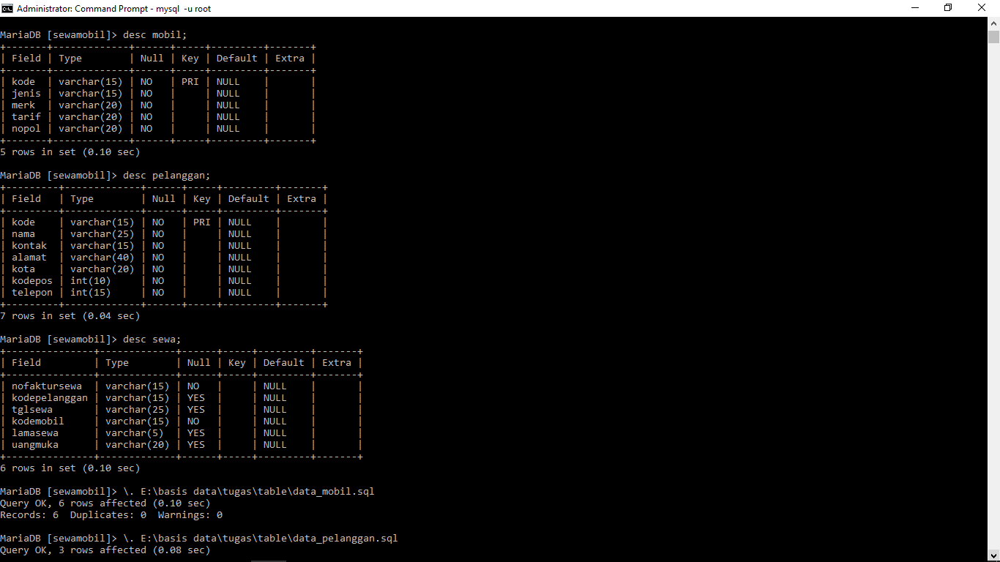 Administrator: Command Prompt - mysql  -u root
MariaDB [sewamobil]> desc mobil;
+-------+-------------+------+-----+---------+-------+
| Field | Type        | Null | Key | Default | Extra |
+-------+-------------+------+-----+---------+-------+
| kode  | varchar(15) | NO   | PRI | NULL    |       |
| jenis | varchar(15) | NO   |     | NULL    |       |
| merk  | varchar(20) | NO   |     | NULL    |       |
| tarif | varchar(20) | NO   |     | NULL    |       |
| nopol | varchar(20) | NO   |     | NULL    |       |
+-------+-------------+------+-----+---------+-------+
5 rows in set (0.10 sec)
MariaDB [sewamobil]> desc pelanggan;
+---------+-------------+------+-----+---------+-------+
| Field   | Type        | Null | Key | Default | Extra |
+---------+-------------+------+-----+---------+-------+
| kode    | varchar(15) | NO   | PRI | NULL    |       |
| nama    | varchar(25) | NO   |     | NULL    |       |
| kontak  | varchar(15) | NO   |     | NULL    |       |
| alamat  | varchar(40) | NO   |     | NULL    |       |
| kota    | varchar(20) | NO   |     | NULL    |       |
| kodepos | int(10)     | NO   |     | NULL    |       |
| telepon | int(15)     | NO   |     | NULL    |       |
+---------+-------------+------+-----+---------+-------+
7 rows in set (0.04 sec)
MariaDB [sewamobil]> desc sewa;
+---------------+-------------+------+-----+---------+-------+
| Field         | Type        | Null | Key | Default | Extra |
+---------------+-------------+------+-----+---------+-------+
| nofaktursewa  | varchar(15) | NO   |     | NULL    |       |
| kodepelanggan | varchar(15) | YES  |     | NULL    |       |
| tglsewa       | varchar(25) | YES  |     | NULL    |       |
| kodemobil     | varchar(15) | NO   |     | NULL    |       |
| lamasewa      | varchar(5)  | YES  |     | NULL    |       |
| uangmuka      | varchar(20) | YES  |     | NULL    |       |
+---------------+-------------+------+-----+---------+-------+
6 rows in set (0.10 sec)
MariaDB [sewamobil]> \. E:\basis data\tugas\table\data_mobil.sql
Query OK, 6 rows affected (0.10 sec)
Records: 6  Duplicates: 0  Warnings: 0
MariaDB [sewamobil]> \. E:\basis data\tugas\table\data_pelanggan.sql
Query OK, 3 rows affected (0.08 sec)